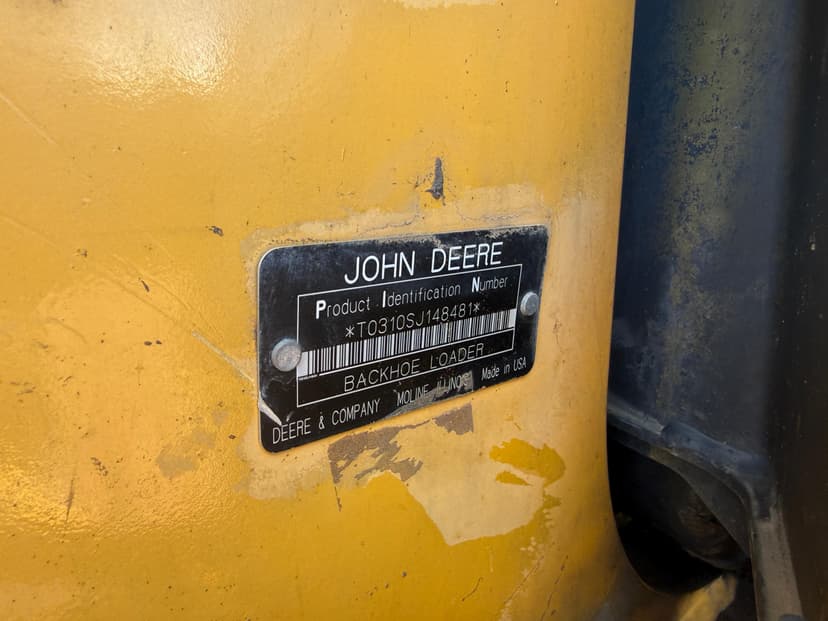 JOHN DEERE
Product Identification Number
*T0310SJ148481*
BACKHOE LOADER
DEERE & COMPANY MOLINE ILLINOIS Made in USA